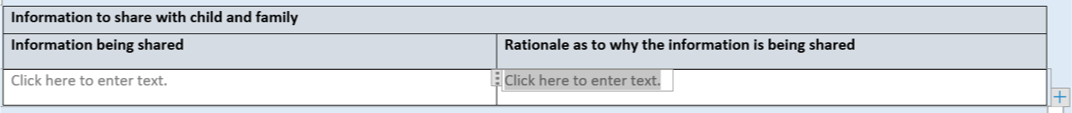 Information to share with child and family
Information being shared
Rationale as to why the information is being shared
Click here to enter text.
Click here to enter text.